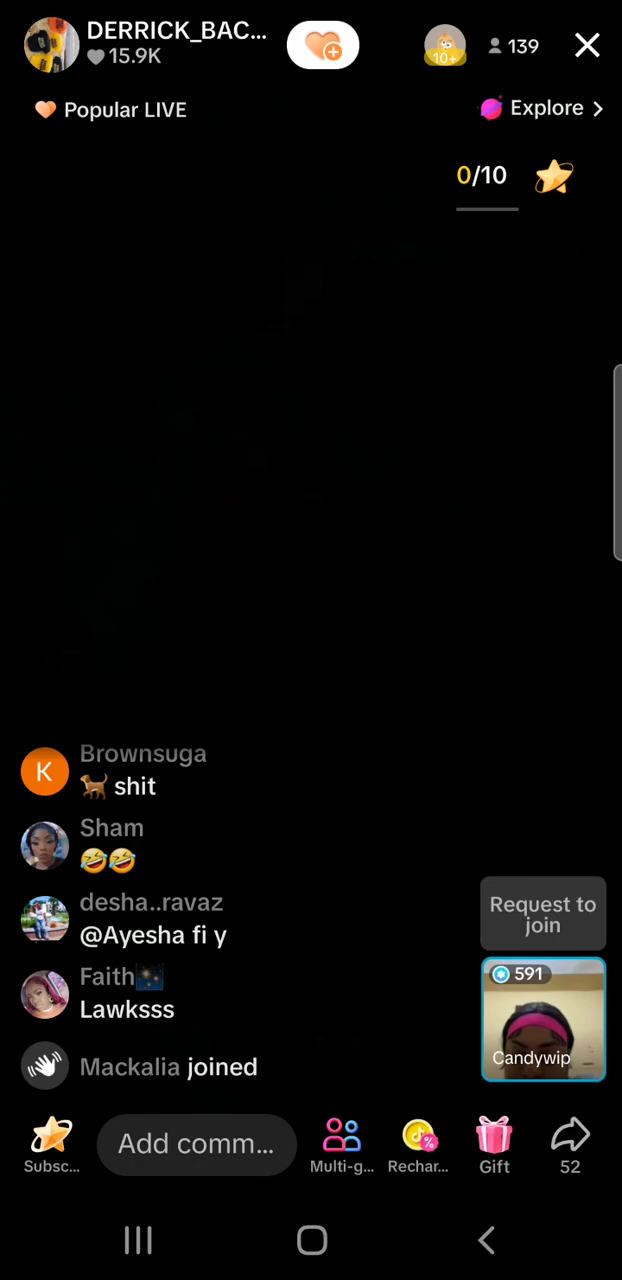 DERRICK_BAC...
15.9K
10+
139
Popular LIVE
Explore >
0/10
Brownsuga
K
🐕 shit
Sham
🤣🤣
desha..ravaz
@Ayesha fi y
Request to
join
Faith🌌
Lawksss
591
Candywip
Mackalia joined
Subsc...
Add comm...
Multi-g...
Rechar...
Gift
52